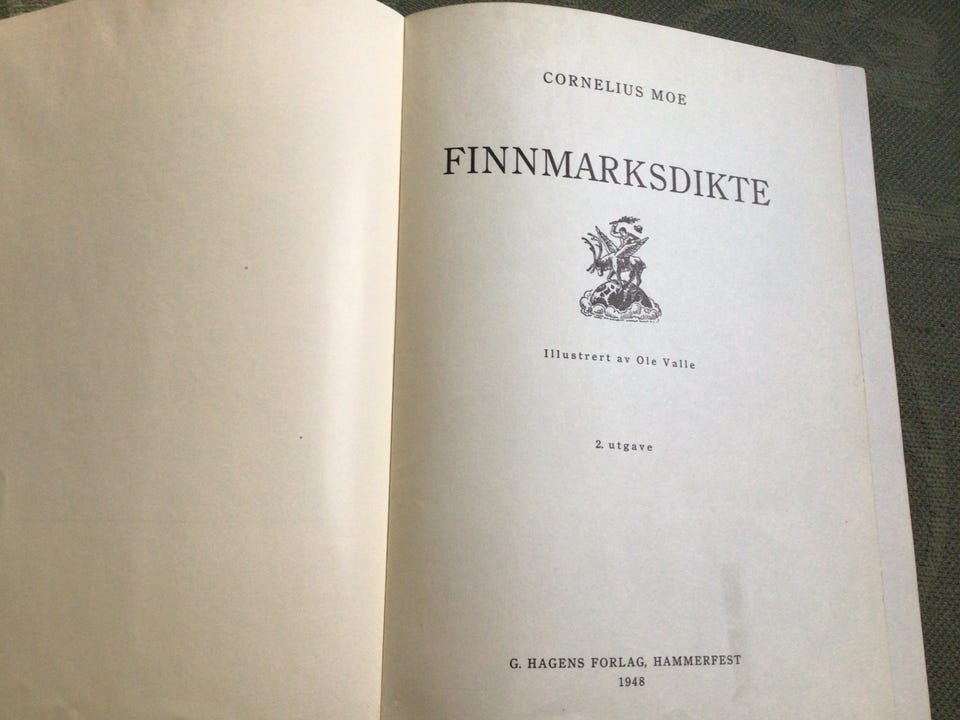 CORNELIUS MOE
FINNMARKSDIKTE
Illustrert av Ole Valle
2. utgave
G. HAGENS FORLAG, HAMMERFEST
1948